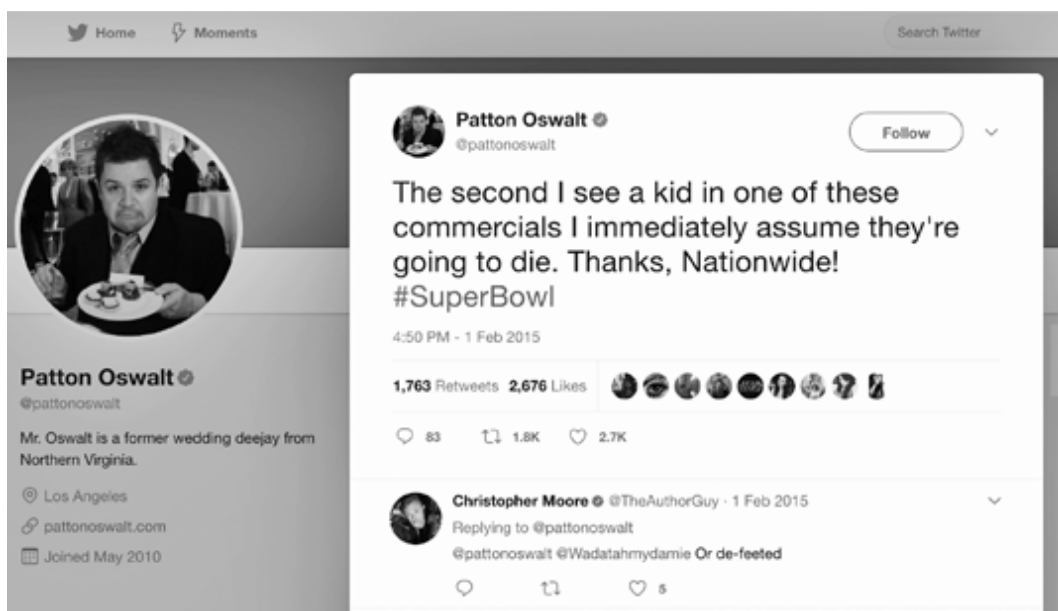 Home Moments Search Twitter
Patton Oswalt
@pattonoswalt
Follow
The second I see a kid in one of these
commercials I immediately assume they're
going to die. Thanks, Nationwide!
#SuperBowl
4:50 PM - 1 Feb 2015
1,763 Retweets 2,676 Likes
83 1.8K 2.7K
Patton Oswalt
@pattonoswalt
Mr. Oswalt is a former wedding deejay from
Northern Virginia.
Los Angeles
pattonoswalt.com
Joined May 2010
Christopher Moore @TheAuthorGuy · 1 Feb 2015
Replying to @pattonoswalt
@pattonoswalt @Wadatahmydamie Or de-feeted
5